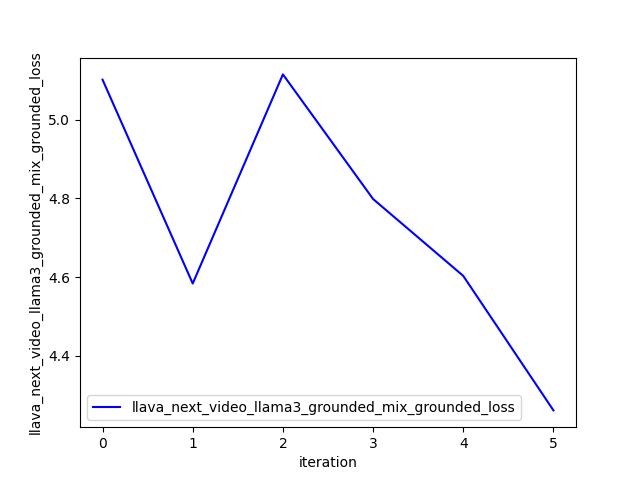 llava_next_video_llama3_grounded_mix_grounded_loss
5.0
4.8
4.6
4.4
llava_next_video_llama3_grounded_mix_grounded_loss
0 1 2 3 4 5
iteration